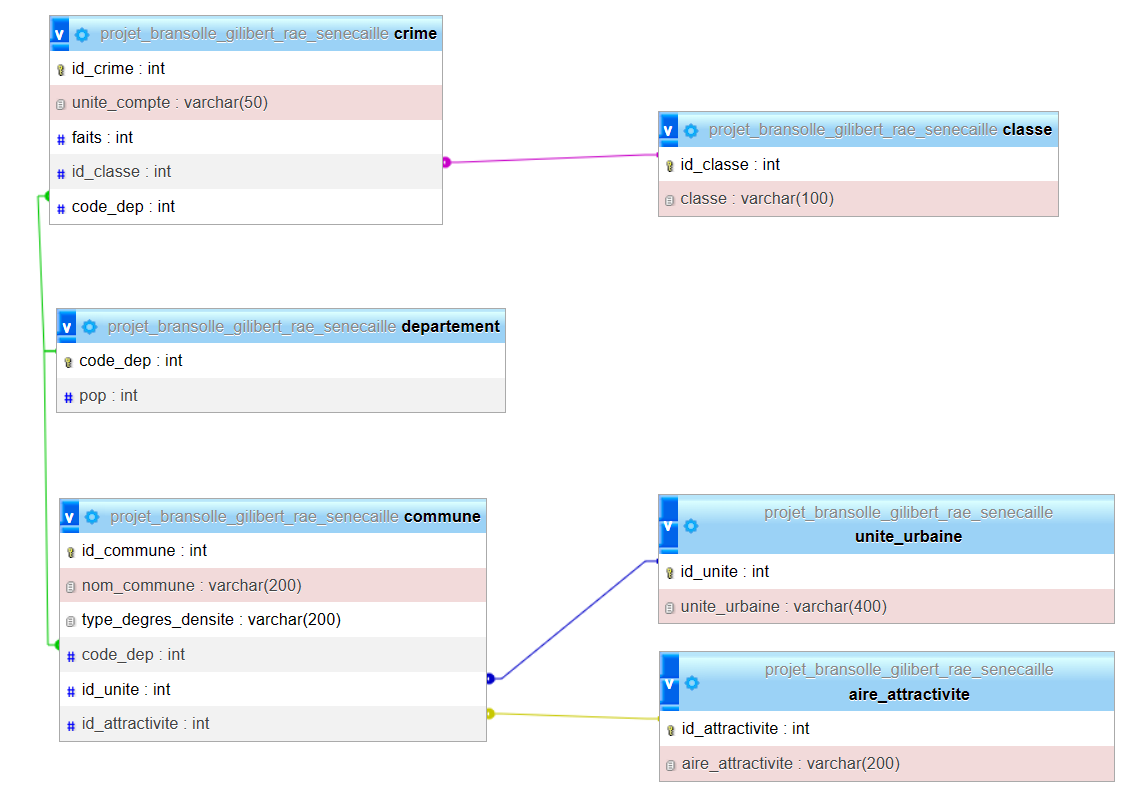 projet_bransolle_gilibert_rae_senecaille crime
id_crime : int
unite_compte : varchar(50)
# faits : int
# id_classe : int
# code_dep : int
v projet_bransolle_gilibert_rae_senecaille classe
id_classe : int
classe : varchar(100)
v projet_bransolle_gilibert_rae_senecaille departement
code_dep : int
# pop : int
v projet_bransolle_gilibert_rae_senecaille commune
id_commune : int
nom_commune : varchar(200)
type_degres_densite : varchar(200)
# code_dep : int
# id_unite : int
# id_attractivite : int
v projet_bransolle_gilibert_rae_senecaille
unite_urbaine
id_unite : int
unite_urbaine : varchar(400)
v projet_bransolle_gilibert_rae_senecaille
aire_attractivite
id_attractivite : int
aire_attractivite : varchar(200)